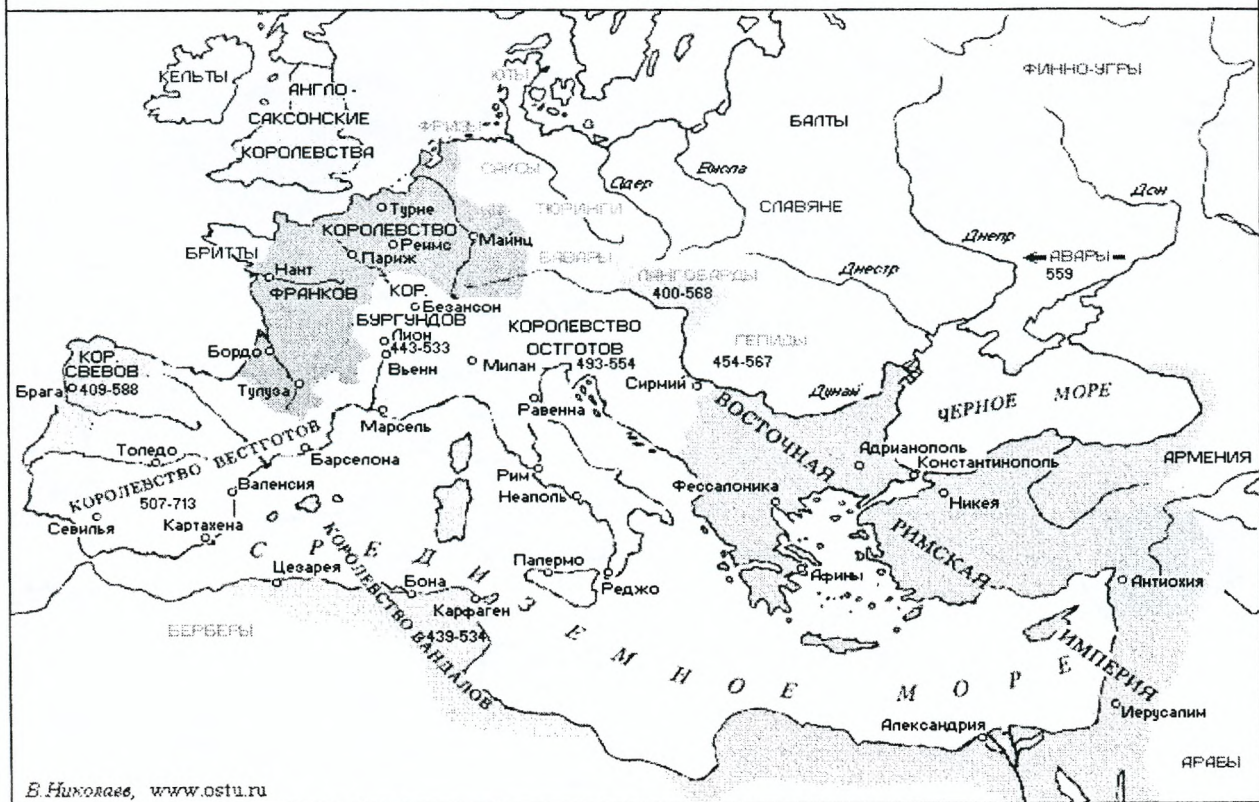 КЕЛЬТЫ
АНГЛО-
САКСОНСКИЕ
КОРОЛЕВСТВА
ЮТЫ
ФРИЗЫ
САКСЫ
ТЮРИНГИ
БАВАРЫ
ФИННО-УГРЫ
БАЛТЫ
Одер
Висла
СЛАВЯНЕ
Дон
Днепр
АВАРЫ
559
Днестр
ЛАНГОБАРДЫ
400-568
ГЕПИДЫ
454-567
Турне
КОРОЛЕВСТВО
Реймс
Майнц
Париж
БРИТТЫ
Нант
ФРАНКОВ
КОР.
Безансон
БУРГУНДОВ
Лион
443-533
Вьенн
КОРОЛЕВСТВО
ОСТГОТОВ
493-554
Милан
Бордо
Тулуза
КОР.
СВЕВОВ
409-588
Брага
Сирмий
Дунай
Равенна
Марсель
ЧЕРНОЕ МОРЕ
ВОСТОЧНАЯ
РИМСКАЯ
ИМПЕРИЯ
Адрианополь
Константинополь
АРМЕНИЯ
Никея
Фессалоника
Толедо
КОРОЛЕВСТВО ВЕСТГОТОВ
507-713
Барселона
Валенсия
Севилья
Картахена
Рим
Неаполь
СРЕДИЗЕМНОЕ МОРЕ
Цезарея
Бона
Карфаген
439-534
КОРОЛЕВСТВО ВАНДАЛОВ
Палермо
Реджо
Афины
Антиохия
БЕРБЕРЫ
Александрия
Иерусалим
АРАБЫ
В.Николаев, www.ostu.ru